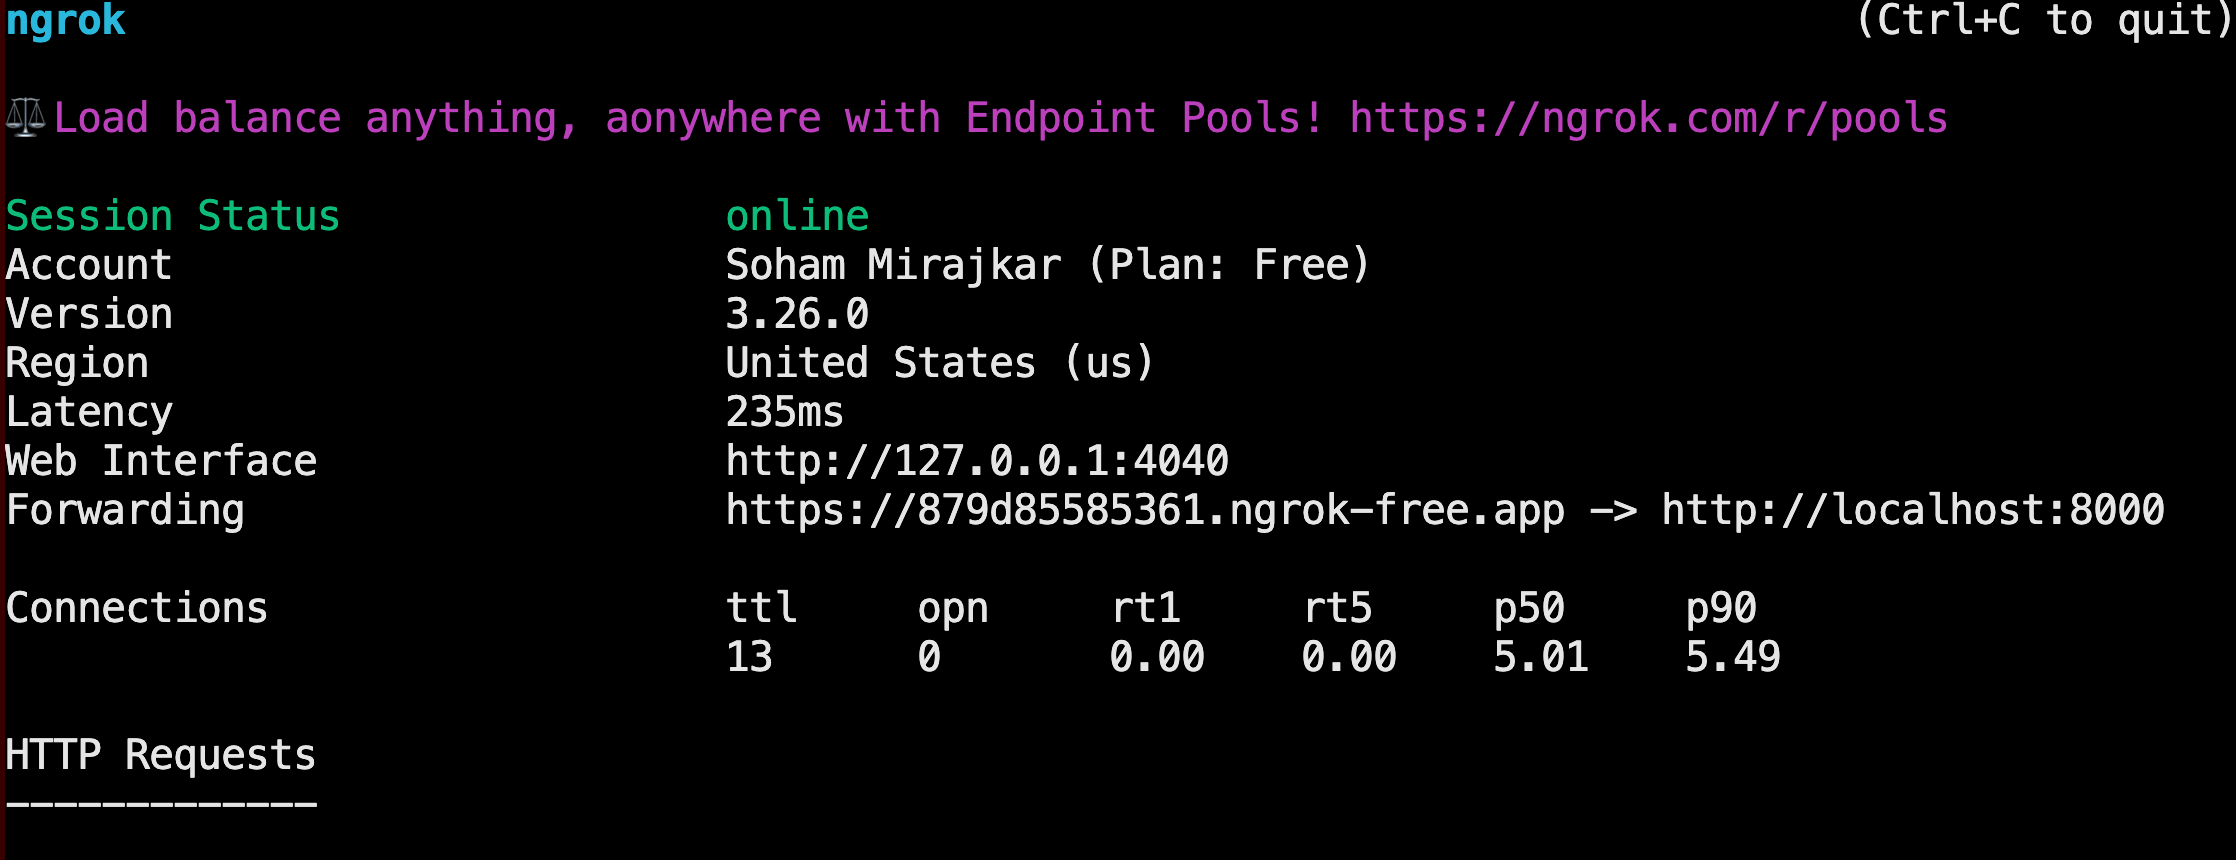 ngrok (Ctrl+C to quit)
⚖️Load balance anything, aonywhere with Endpoint Pools! https://ngrok.com/r/pools
Session Status online
Account Soham Mirajkar (Plan: Free)
Version 3.26.0
Region United States (us)
Latency 235ms
Web Interface http://127.0.0.1:4040
Forwarding https://879d85585361.ngrok-free.app -> http://localhost:8000
Connections ttl opn rt1 rt5 p50 p90
13 0 0.00 0.00 5.01 5.49
HTTP Requests
-------------